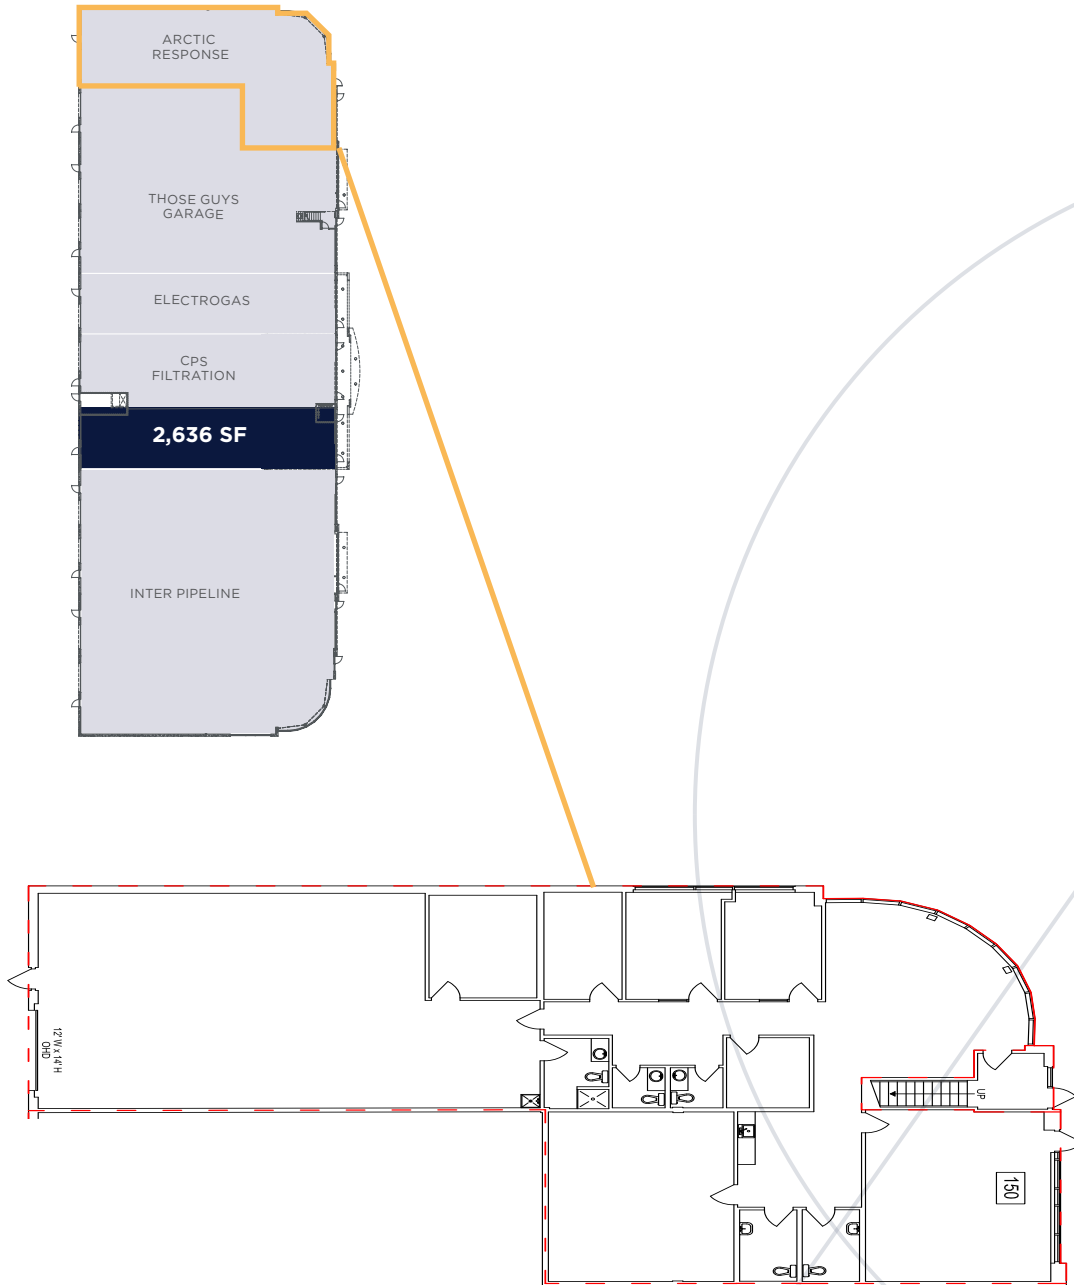 ARCTIC
RESPONSE
THOSE GUYS
GARAGE
ELECTROGAS
CPS
FILTRATION
2,636 SF
INTER PIPELINE
12'W x 14'H
OHD
UP
150